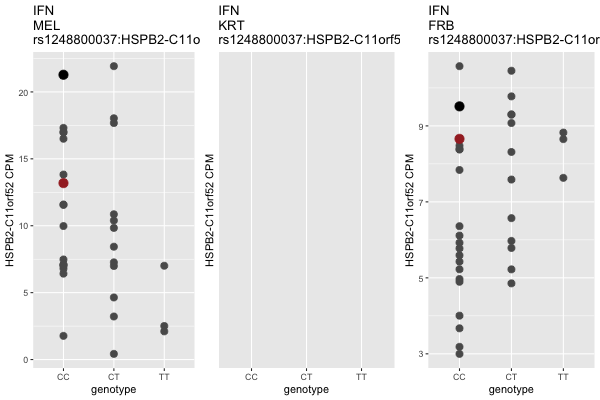 IFN
MEL
rs1248800037:HSPB2-C11o
HSPB2-C11orf52 CPM
20
15
10
5
0
CC CT TT
genotype
IFN
KRT
rs1248800037:HSPB2-C11orf5
HSPB2-C11orf52 CPM
CC CT TT
genotype
IFN
FRB
rs1248800037:HSPB2-C11or
HSPB2-C11orf52 CPM
9
7
5
3
CC CT TT
genotype